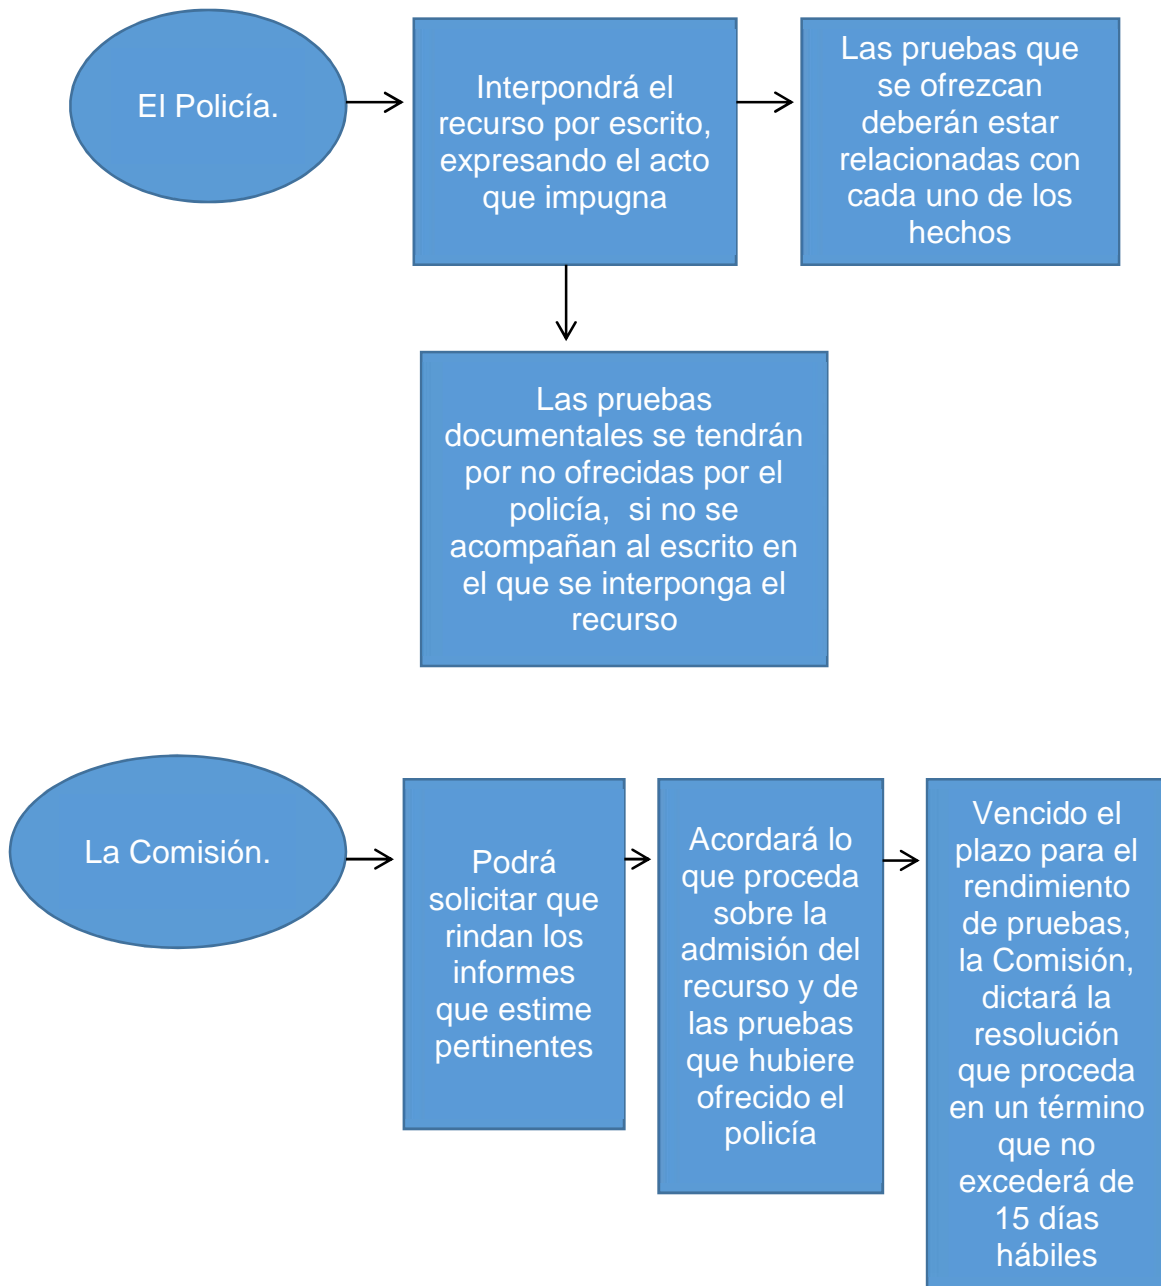 El Policía.
Interpondrá el
recurso por escrito,
expresando el acto
que impugna
Las pruebas que
se ofrezcan
deberán estar
relacionadas con
cada uno de los
hechos
Las pruebas
documentales se tendrán
por no ofrecidas por el
policía,  si no se
acompañan al escrito en
el que se interponga el
recurso
La Comisión.
Podrá
solicitar que
rindan los
informes
que estime
pertinentes
Acordará lo
que proceda
sobre la
admisión del
recurso y de
las pruebas
que hubiere
ofrecido el
policía
Vencido el
plazo para el
rendimiento
de pruebas,
la Comisión,
dictará la
resolución
que proceda
en un término
que no
excederá de
15 días
hábiles